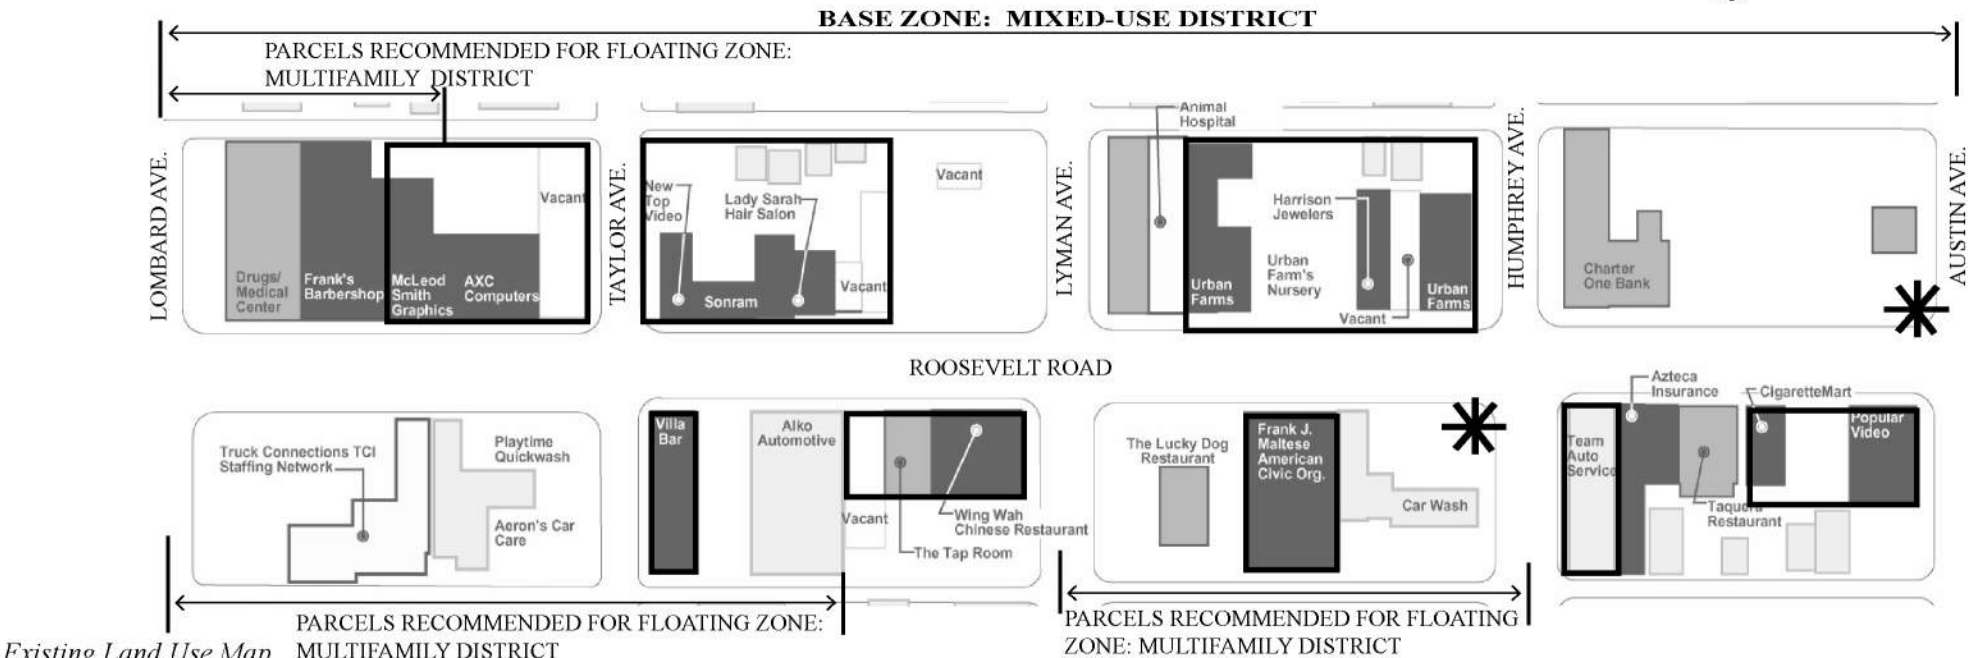 BASE ZONE: MIXED-USE DISTRICT
PARCELS RECOMMENDED FOR FLOATING ZONE:
MULTIFAMILY DISTRICT
LOMBARD AVE.
TAYLOR AVE.
LYMAN AVE.
HUMPHREY AVE.
AUSTIN AVE.
Drugs/
Medical
Center
Frank's
Barbershop
McLeod
Smith
Graphics
AXC
Computers
Vacant
New
Top
Video
Lady Sarah
Hair Salon
Sonram
Vacant
Vacant
Animal
Hospital
Urban
Farms
Urban
Farm's
Nursery
Harrison
Jewelers
Vacant
Urban
Farms
Charter
One Bank
ROOSEVELT ROAD
Truck Connections TCI
Staffing Network
Playtime
Quickwash
Aeron's Car
Care
Villa
Bar
Alko
Automotive
Vacant
Wing Wah
Chinese Restaurant
The Tap Room
The Lucky Dog
Restaurant
Frank J.
Maltese
American
Civic Org.
Car Wash
Azteca
Insurance
CigaretteMart
Team
Auto
Service
Popular
Video
Taqueria
Restaurant
PARCELS RECOMMENDED FOR FLOATING ZONE:
MULTIFAMILY DISTRICT
PARCELS RECOMMENDED FOR FLOATING
ZONE: MULTIFAMILY DISTRICT
Existing Land Use Map